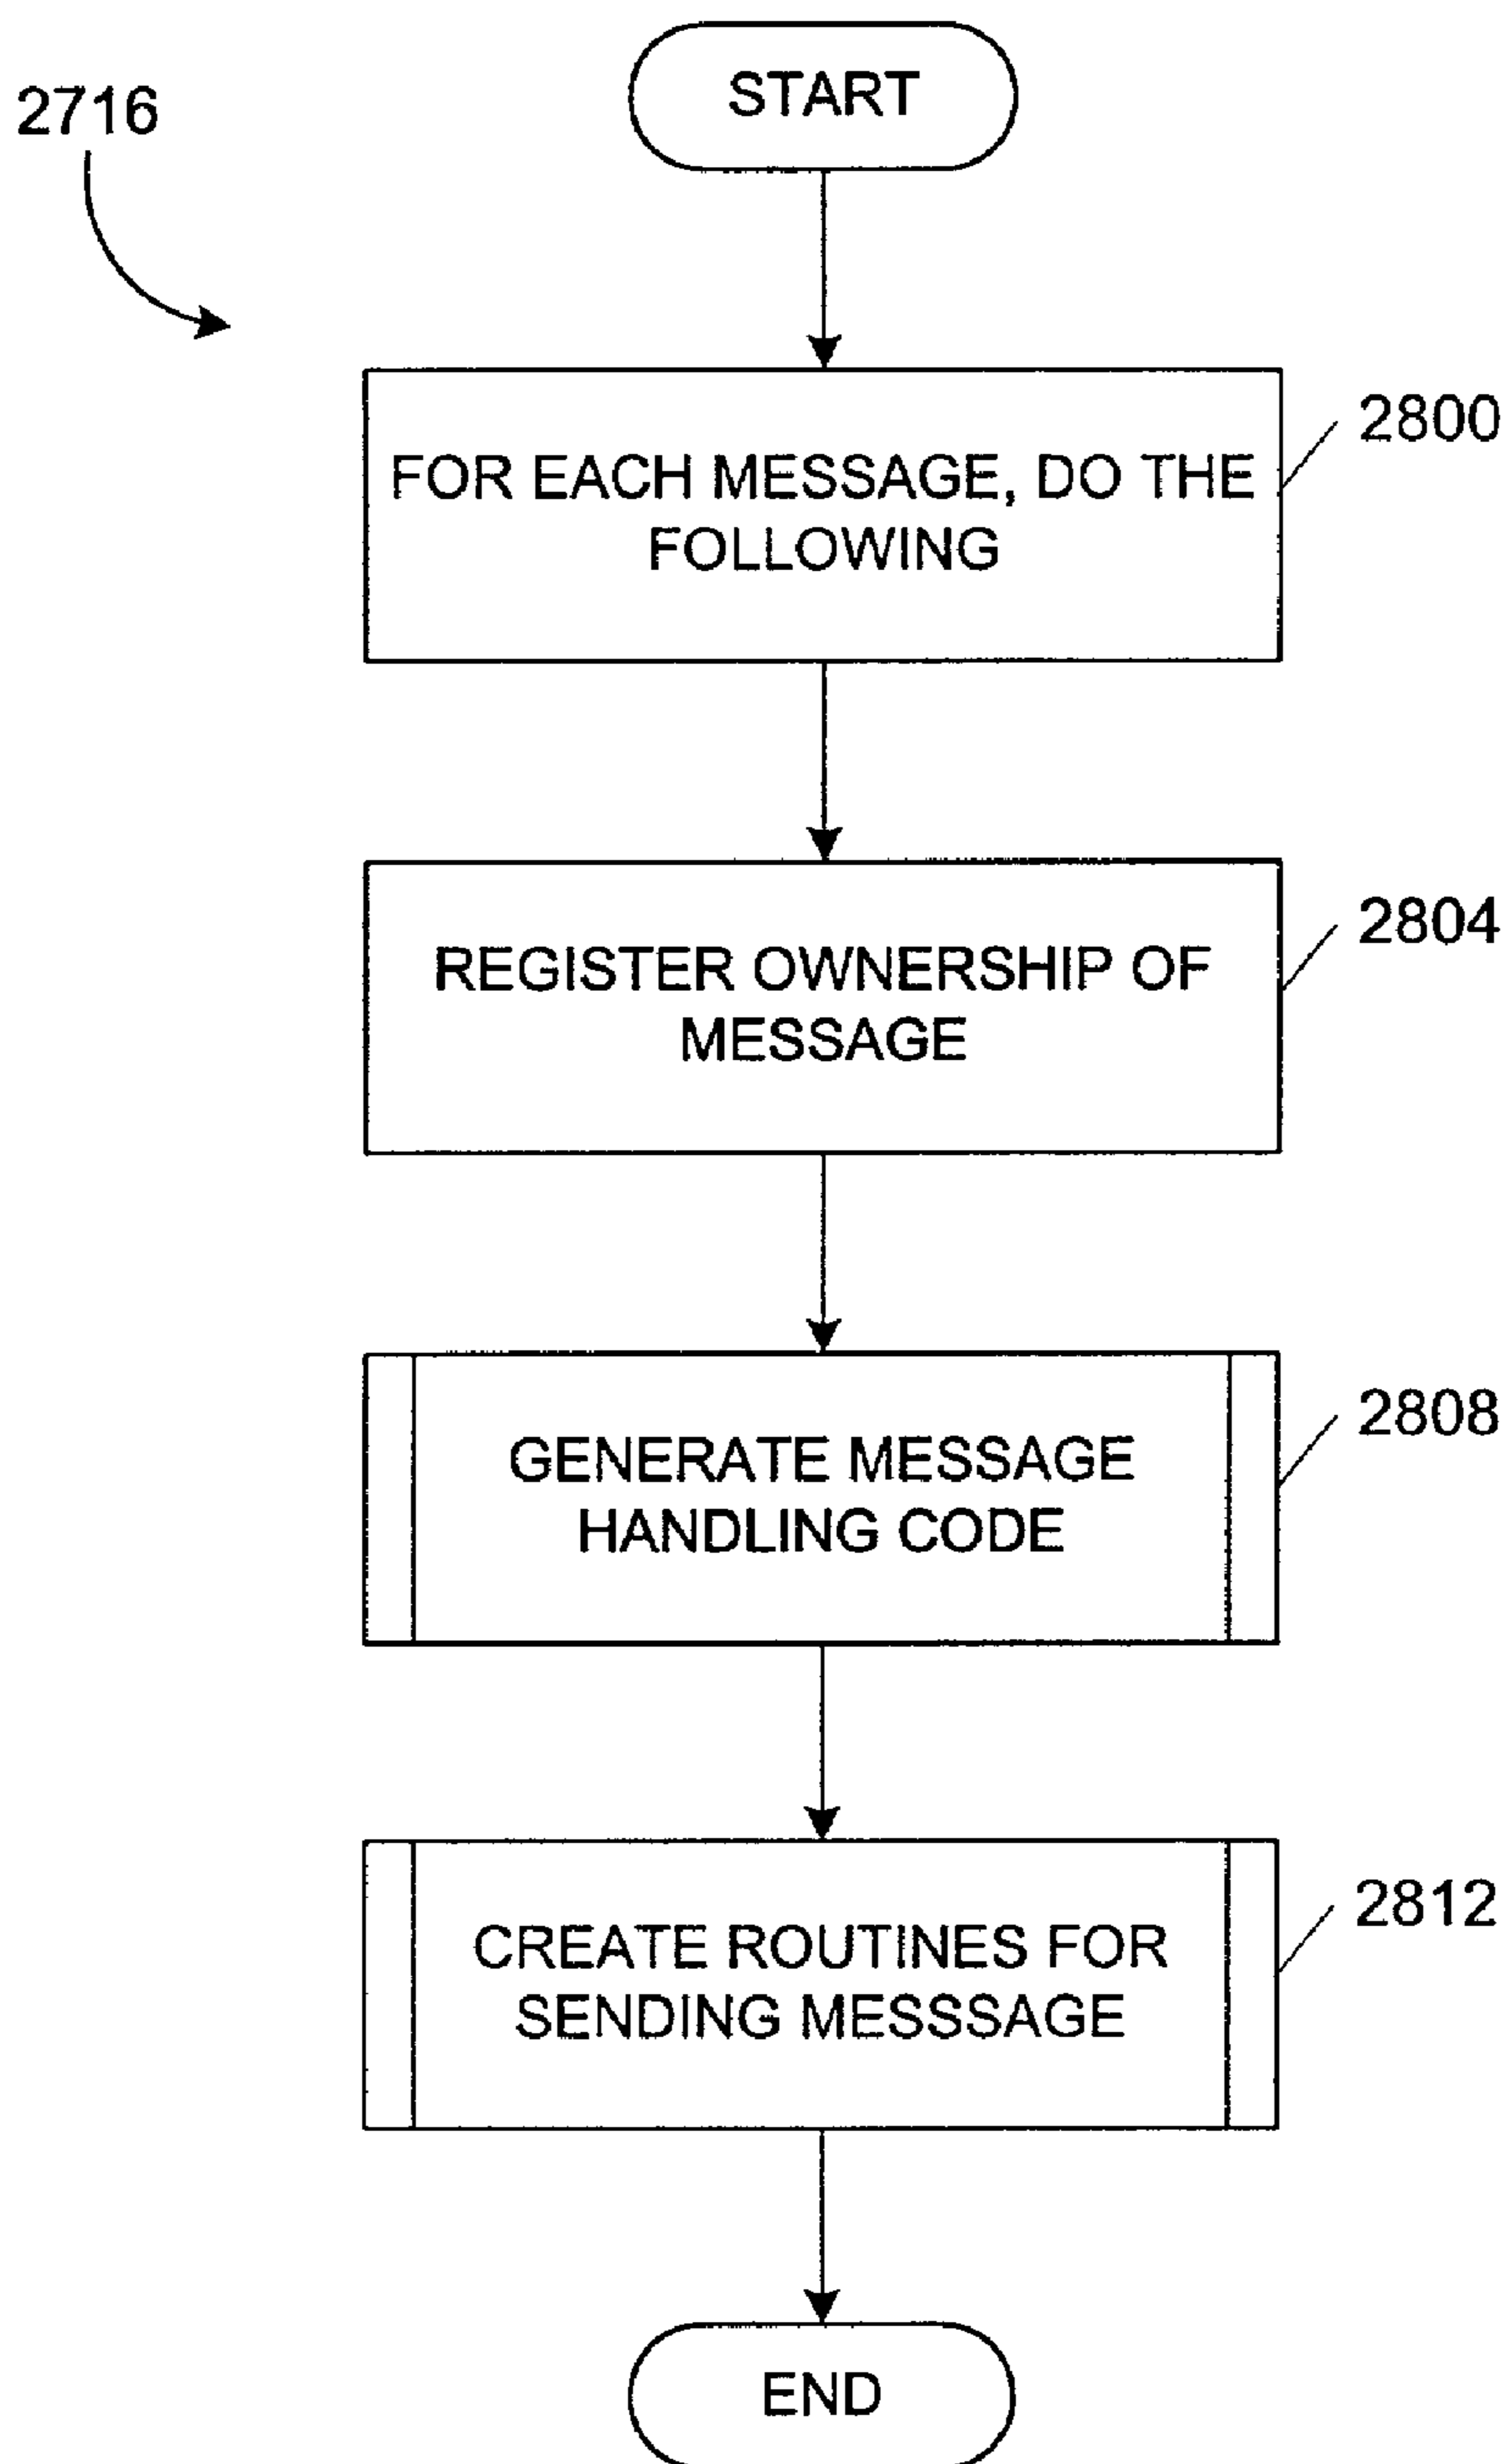 START
2716
FOR EACH MESSAGE, DO THE
FOLLOWING
2800
REGISTER OWNERSHIP OF
MESSAGE
2804
GENERATE MESSAGE
HANDLING CODE
2808
CREATE ROUTINES FOR
SENDING MESSSAGE
2812
END